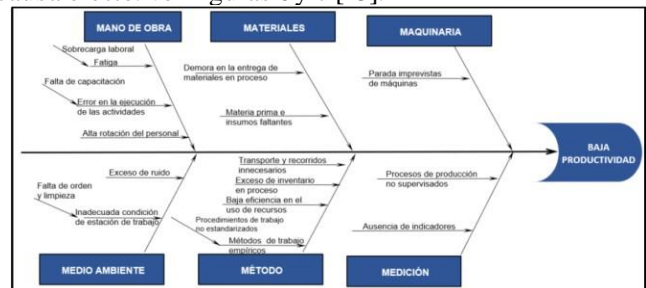 MANO DE OBRA
MATERIALES
MAQUINARIA
Sobrecarga laboral
Fatiga
Falta de capacitación
Error en la ejecución
de las actividades
Alta rotación del personal
Demora en la entrega de
materiales en proceso
Materia prima e
insumos faltantes
Parada imprevistas
de máquinas
BAJA
PRODUCTIVIDAD
Exceso de ruido
Falta de orden
y limpieza
Inadecuada condición
de estación de trabajo
Transporte y recorridos
innecesarios
Exceso de inventario
en proceso
Baja eficiencia en el
uso de recursos
Procedimientos de trabajo
no estandarizados
Métodos de trabajo
empíricos
Procesos de producción
no supervisados
Ausencia de indicadores
MEDIO AMBIENTE
MÉTODO
MEDICIÓN